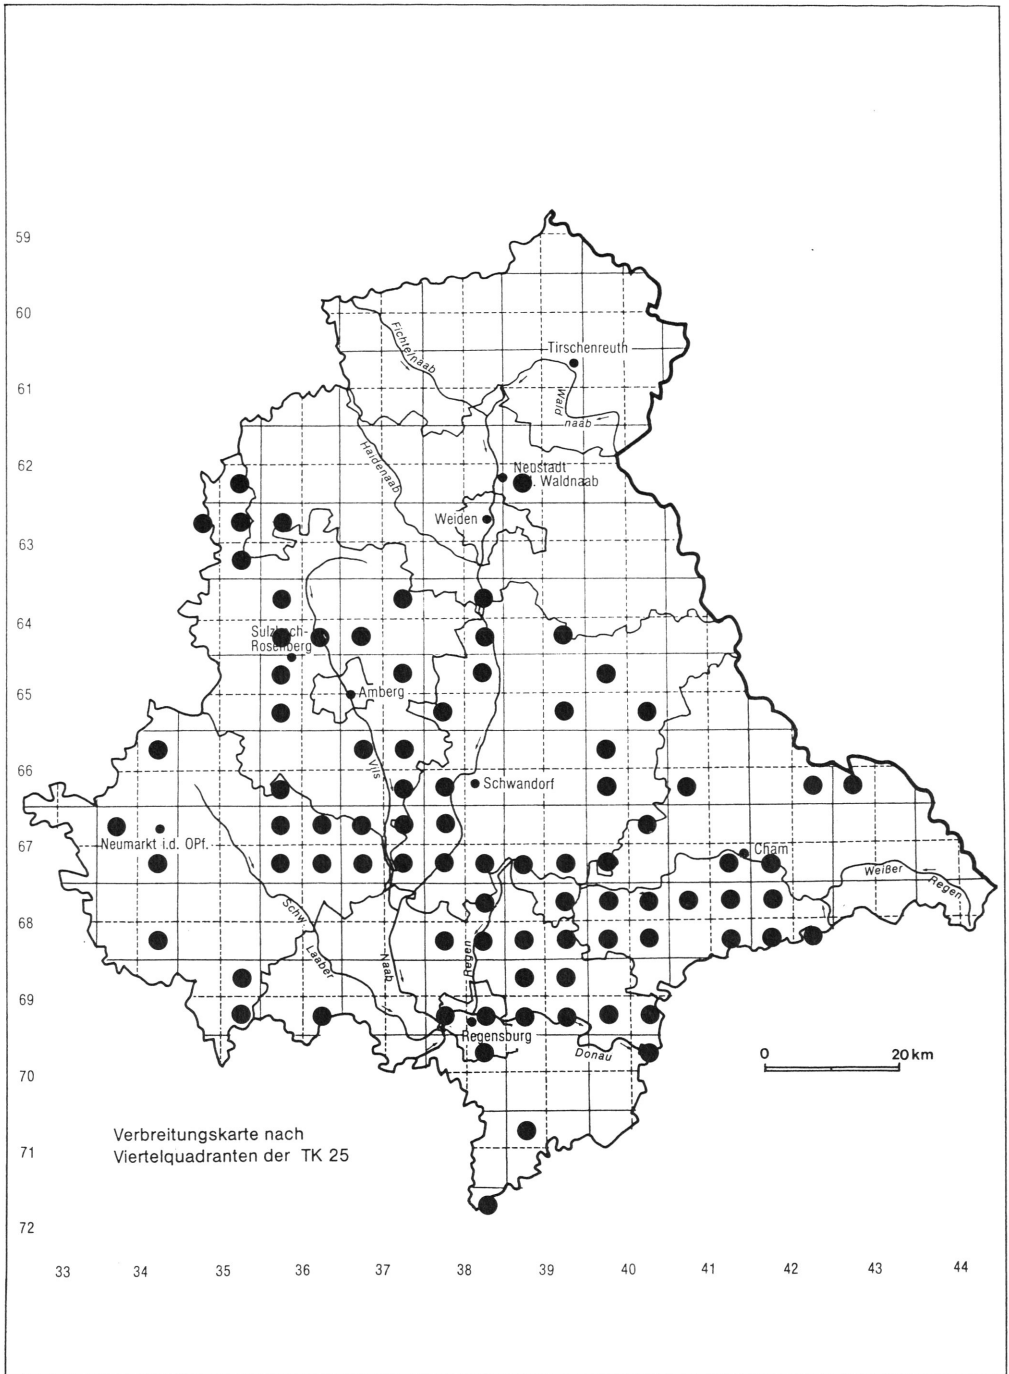 59
60
Fichtelnaab
Tirschenreuth
61
Wald
naab
Haidenaab
62
Neustadt
. Waldnaab
Weiden
63
64
Sulzbach-
Rosenberg
65
Amberg
Vils
66
Schwandorf
Neumarkt i.d. OPf.
67
Cham
Weißer
Regen
Schw.
68
Laaber
Naab
Regen
69
Regensburg
Donau
0 20 km
70
Verbreitungskarte nach
Viertelquadranten der TK 25
71
72
33 34 35 36 37 38 39 40 41 42 43 44